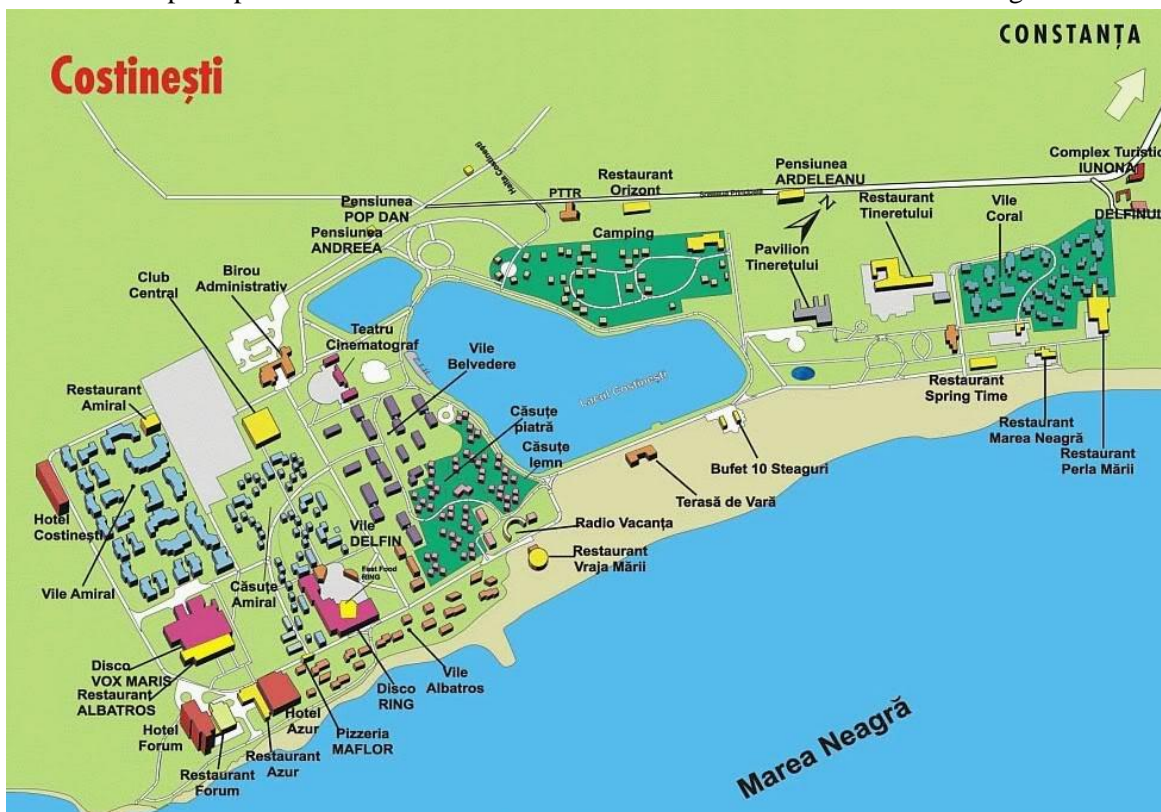 CONSTANȚA
Costinești
Complex Turistic
IUNONA
Halta Costinești
Pensiunea
ARDELEANU
Restaurant
Orizont
PTTR
Restaurant
Tineretului
Vile
Coral
DELFINUL
Pensiunea
POP DAN
Pensiunea
ANDREEA
N
Camping
Pavilion
Tineretului
Birou
Administrativ
Club
Central
Teatru
Cinematograf
Vile
Belvedere
Lacul Costinești
Restaurant
Amiral
Restaurant
Spring Time
Căsuțe
piatră
Căsuțe
lemn
Restaurant
Marea Neagră
Restaurant
Perla Mării
Bufet 10 Steaguri
Terasă de Vară
Hotel
Costinești
Radio Vacanța
Vile
DELFIN
Restaurant
Vraja Mării
Fast Food
RING
Vile Amiral
Căsuțe
Amiral
Disco
VOX MARIS
Restaurant
ALBATROS
Disco
RING
Vile
Albatros
Hotel
Forum
Hotel
Azur
Pizzeria
MAFLOR
Restaurant
Azur
Restaurant
Forum
Marea Neagră